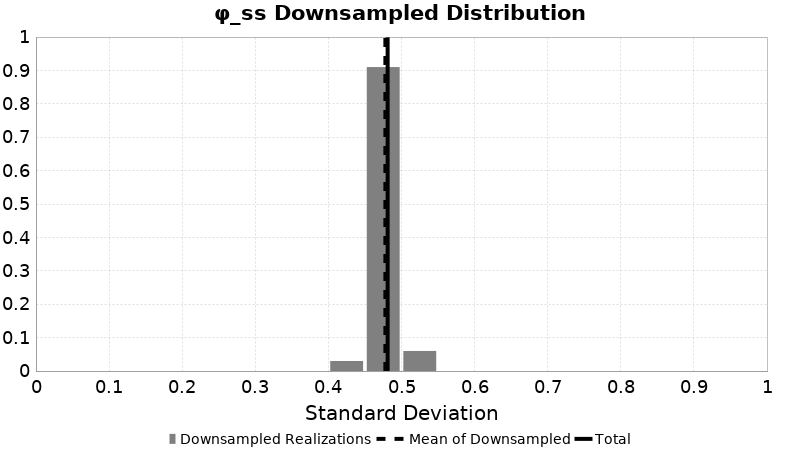 φ_ss Downsampled Distribution
1
0.9
0.8
0.7
0.6
0.5
0.4
0.3
0.2
0.1
0
0 0.1 0.2 0.3 0.4 0.5 0.6 0.7 0.8 0.9 1
Standard Deviation
Downsampled Realizations Mean of Downsampled Total